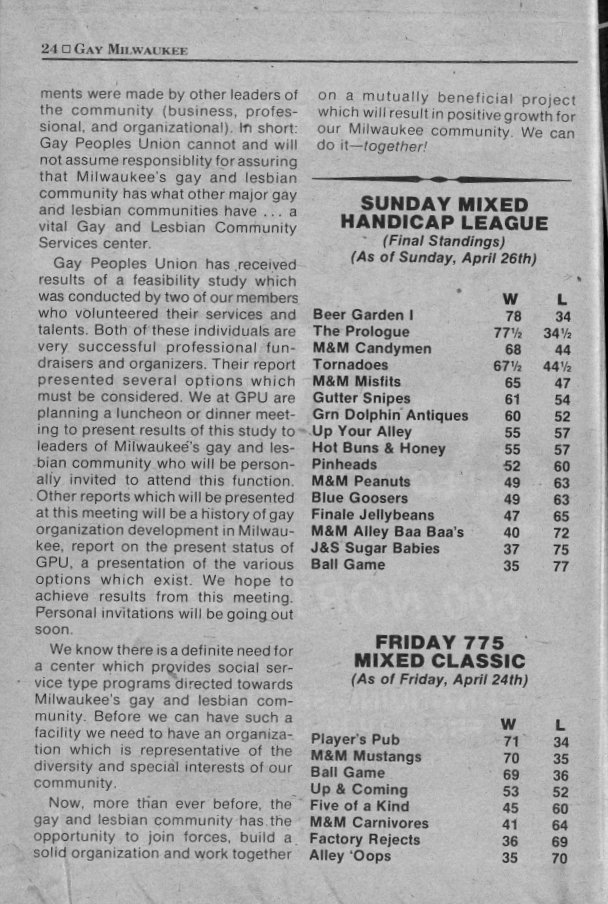 24 □ GAY MILWAUKEE
ments were made by other leaders of
the community (business, profes-
sional, and organizational). In short:
Gay Peoples Union cannot and will
not assume responsiblity for assuring
that Milwaukee's gay and lesbian
community has what other major gay
and lesbian communities have ... a
vital Gay and Lesbian Community
Services center.
Gay Peoples Union has received
results of a feasibility study which
was conducted by two of our members
who volunteered their services and
talents. Both of these individuals are
very successful professional fun-
draisers and organizers. Their report
presented several options which
must be considered. We at GPU are
planning a luncheon or dinner meet-
ing to present results of this study to
leaders of Milwaukee's gay and les-
bian community who will be person-
ally invited to attend this function.
Other reports which will be presented
at this meeting will be a history of gay
organization development in Milwau-
kee, report on the present status of
GPU, a presentation of the various
options which exist. We hope to
achieve results from this meeting.
Personal invitations will be going out
soon.
We know there is a definite need for
a center which provides social ser-
vice type programs directed towards
Milwaukee's gay and lesbian com-
munity. Before we can have such a
facility we need to have an organiza-
tion which is representative of the
diversity and special interests of our
community.
Now, more than ever before, the
gay and lesbian community has the
opportunity to join forces, build a
solid organization and work together
on a mutually beneficial project
which will result in positive growth for
our Milwaukee community. We can
do it—together!
SUNDAY MIXED
HANDICAP LEAGUE
(Final Standings)
(As of Sunday, April 26th)
W L
Beer Garden I 78 34
The Prologue 77½ 34½
M&M Candymen 68 44
Tornadoes 67½ 44½
M&M Misfits 65 47
Gutter Snipes 61 54
Grn Dolphin Antiques 60 52
Up Your Alley 55 57
Hot Buns & Honey 55 57
Pinheads 52 60
M&M Peanuts 49 63
Blue Goosers 49 63
Finale Jellybeans 47 65
M&M Alley Baa Baa's 40 72
J&S Sugar Babies 37 75
Ball Game 35 77
FRIDAY 775
MIXED CLASSIC
(As of Friday, April 24th)
W L
Player's Pub 71 34
M&M Mustangs 70 35
Ball Game 69 36
Up & Coming 53 52
Five of a Kind 45 60
M&M Carnivores 41 64
Factory Rejects 36 69
Alley 'Oops 35 70